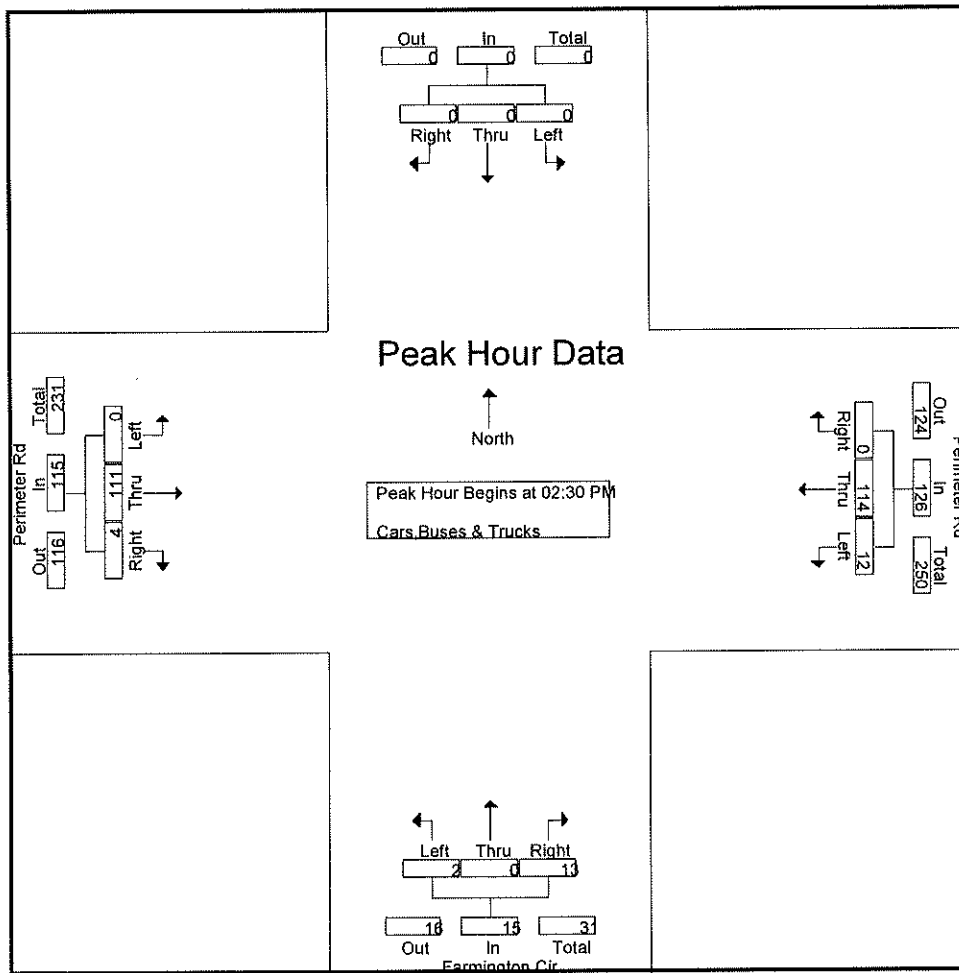 Out In Total
0 0 0
0 0 0
Right Thru Left
Peak Hour Data
North
Peak Hour Begins at 02:30 PM
Cars,Buses & Trucks
Perimeter Rd
Out In Total
116 115 231
Right Thru Left
4 111 0
Perimeter Rd
Out In Total
124 126 250
Right Thru Left
0 114 12
Left Thru Right
2 0 13
16 15 31
Out In Total
Farmington Cir